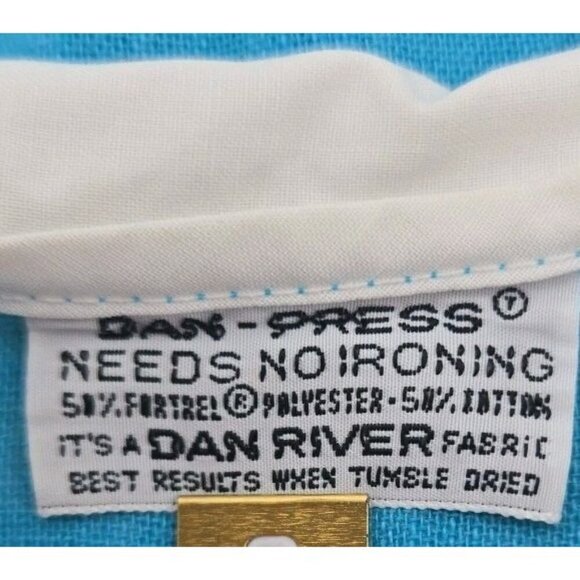 DAN-PRESS Ⓣ
NEEDS NO IRONING
50% FORTREL® POLYESTER-50% COTTON
IT'S A DAN RIVER FABRIC
BEST RESULTS WHEN TUMBLE DRIED